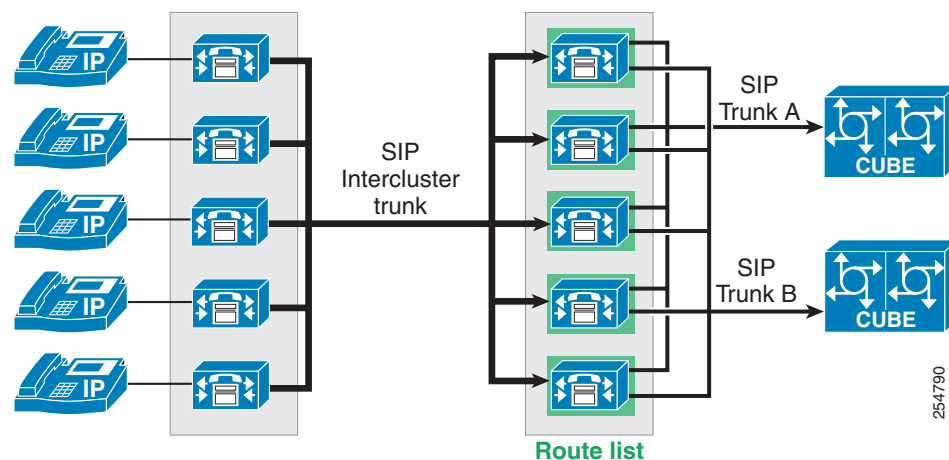 IP
IP
IP
IP
IP
SIP
Intercluster
trunk
SIP
Trunk A
CUBE
SIP
Trunk B
CUBE
Route list
254790